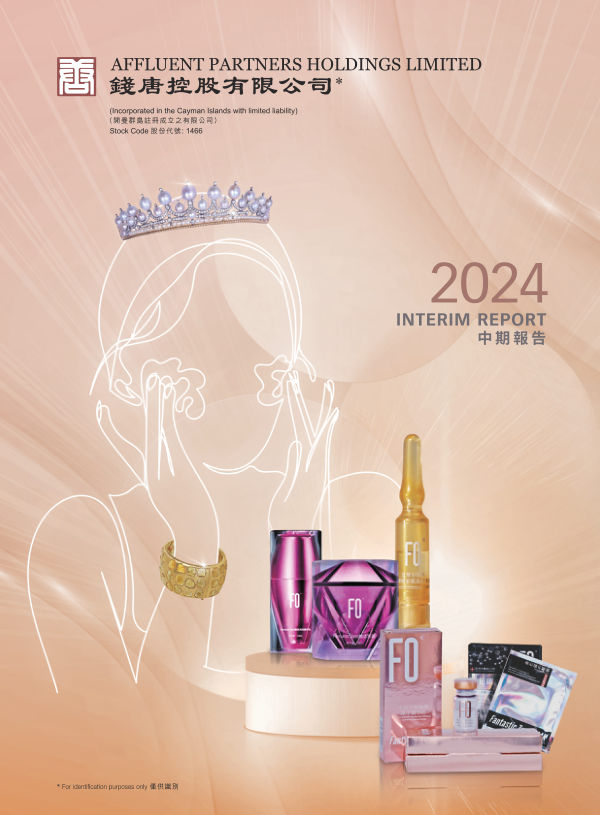 AFFLUENT PARTNERS HOLDINGS LIMITED
錢唐控股有限公司*
(Incorporated in the Cayman Islands with limited liability)
(開曼群島註冊成立之有限公司)
Stock Code 股份代號: 1466
2024
INTERIM REPORT
中期報告
FO
FO
FO
FO
FO
Fantastic
* For identification purposes only 僅供識別